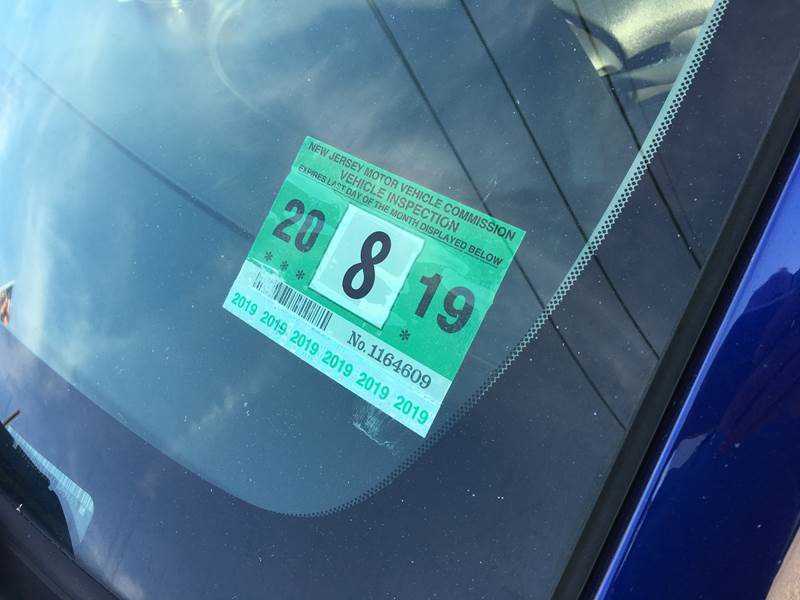 NEW JERSEY MOTOR VEHICLE COMMISSION
VEHICLE INSPECTION
EXPIRES LAST DAY OF THE MONTH DISPLAYED BELOW
20 8 19
* * * *
No. 1164609
2019 2019 2019 2019 2019 2019